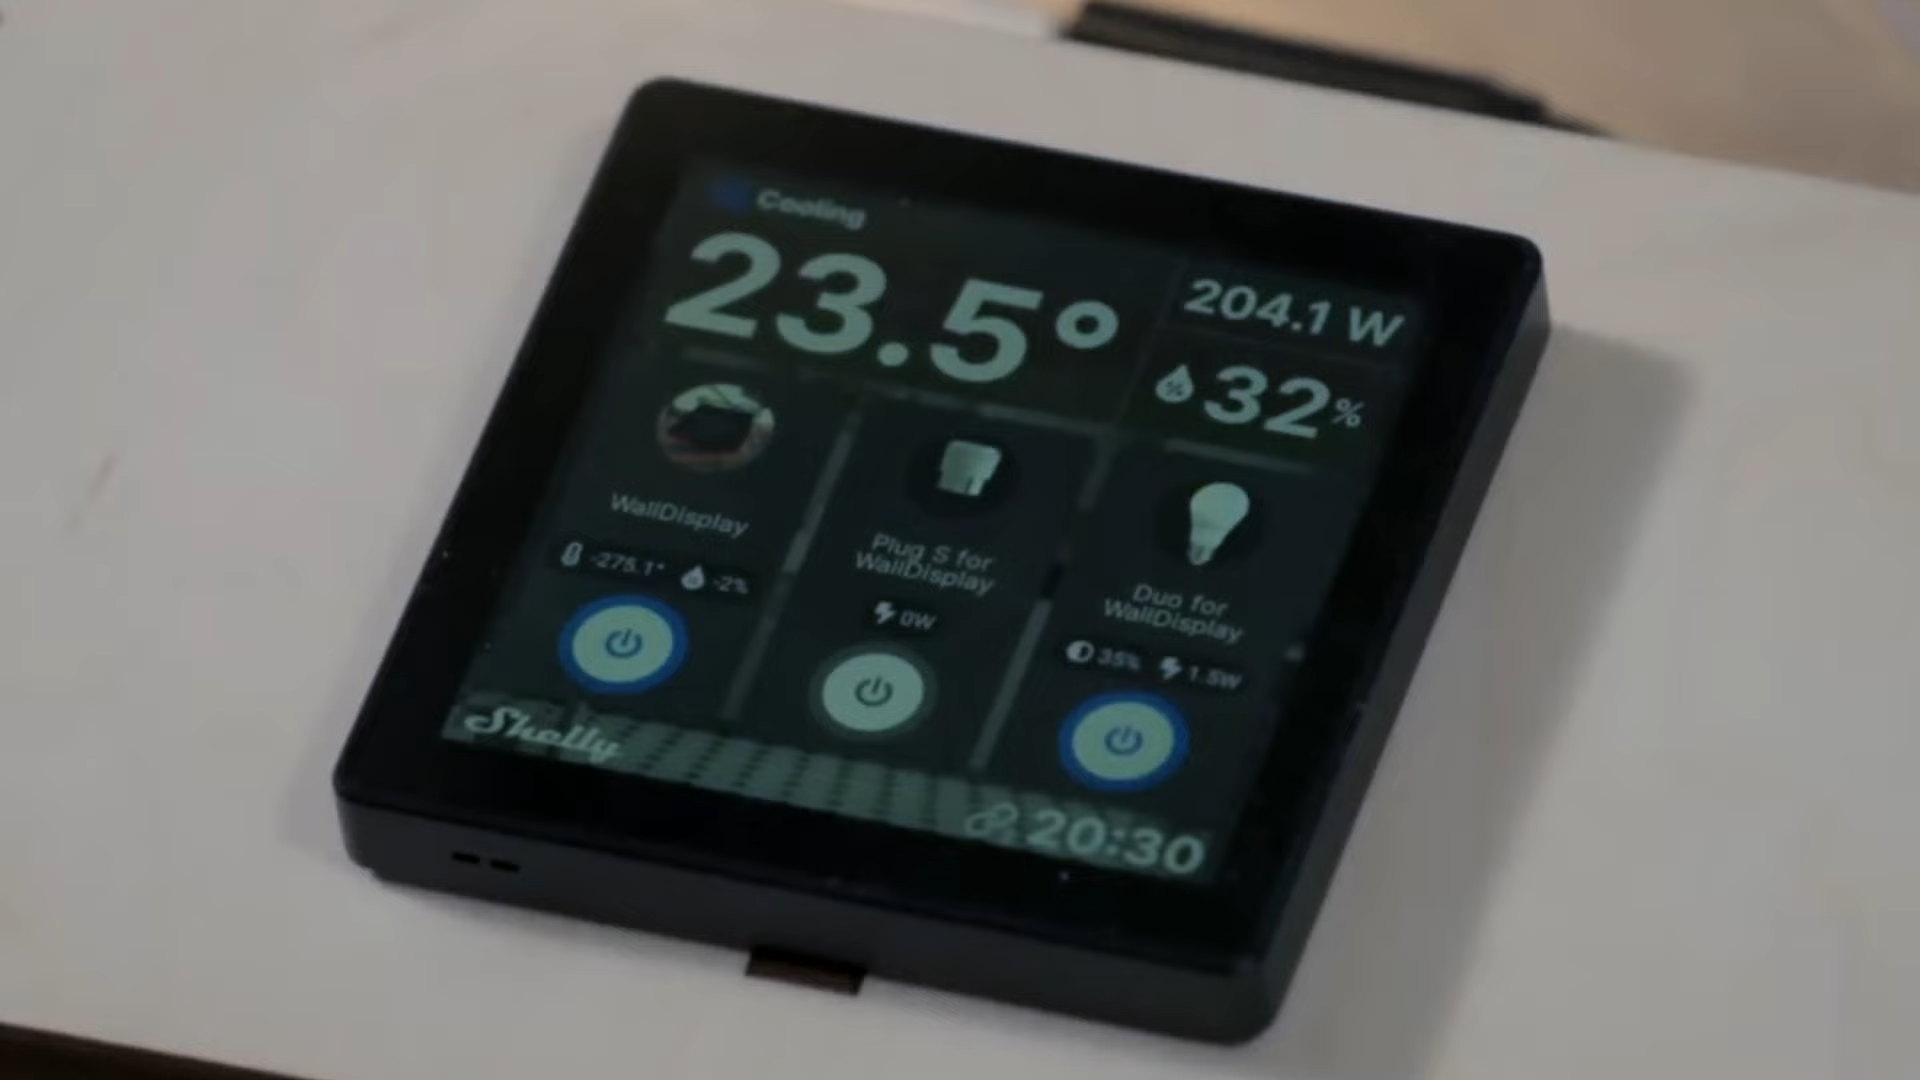 Cooling
23.5°
204.1 W
32%
WallDisplay
-275.1° -2%
Plug S for
WallDisplay
0W
Duo for
WallDisplay
35% 1.5W
Shelly
20:30